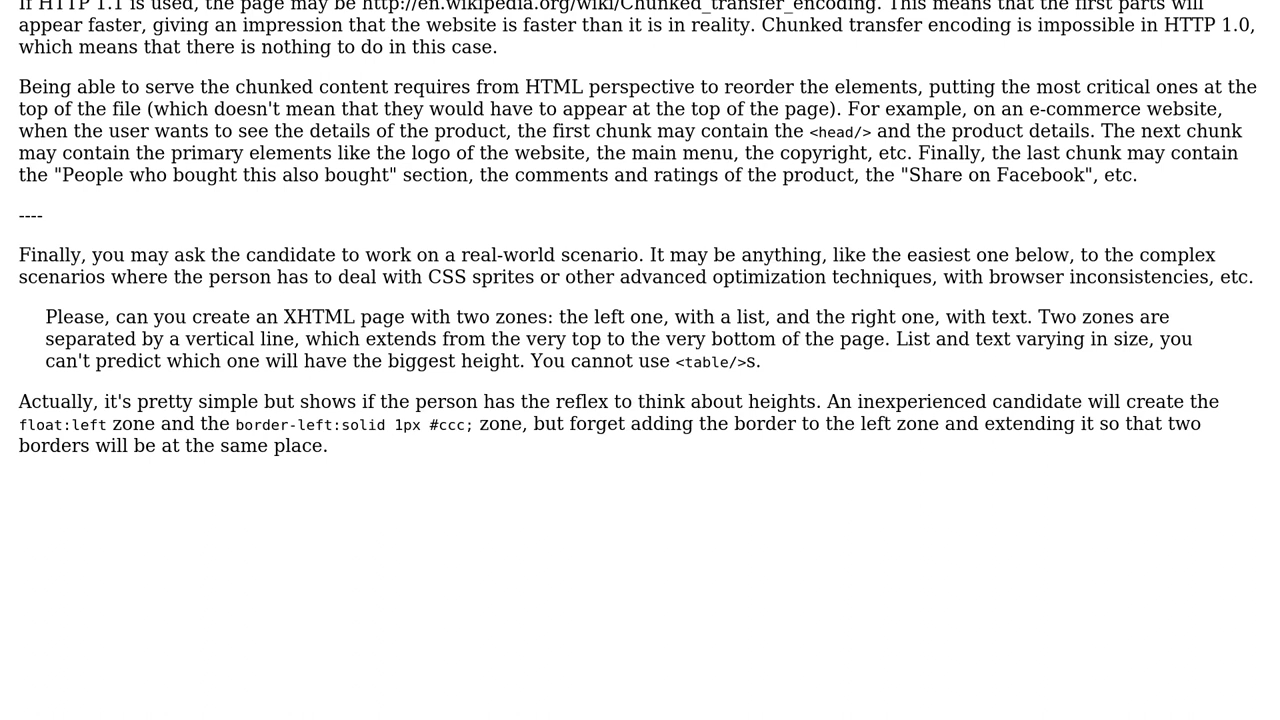 If HTTP 1.1 is used, the page may be http://en.wikipedia.org/wiki/Chunked_transfer_encoding. This means that the first parts will
appear faster, giving an impression that the website is faster than it is in reality. Chunked transfer encoding is impossible in HTTP 1.0,
which means that there is nothing to do in this case.
Being able to serve the chunked content requires from HTML perspective to reorder the elements, putting the most critical ones at the
top of the file (which doesn't mean that they would have to appear at the top of the page). For example, on an e-commerce website,
when the user wants to see the details of the product, the first chunk may contain the <head/> and the product details. The next chunk
may contain the primary elements like the logo of the website, the main menu, the copyright, etc. Finally, the last chunk may contain
the "People who bought this also bought" section, the comments and ratings of the product, the "Share on Facebook", etc.
----
Finally, you may ask the candidate to work on a real-world scenario. It may be anything, like the easiest one below, to the complex
scenarios where the person has to deal with CSS sprites or other advanced optimization techniques, with browser inconsistencies, etc.
Please, can you create an XHTML page with two zones: the left one, with a list, and the right one, with text. Two zones are
separated by a vertical line, which extends from the very top to the very bottom of the page. List and text varying in size, you
can't predict which one will have the biggest height. You cannot use <table/>s.
Actually, it's pretty simple but shows if the person has the reflex to think about heights. An inexperienced candidate will create the
float:left zone and the border-left:solid 1px #ccc; zone, but forget adding the border to the left zone and extending it so that two
borders will be at the same place.